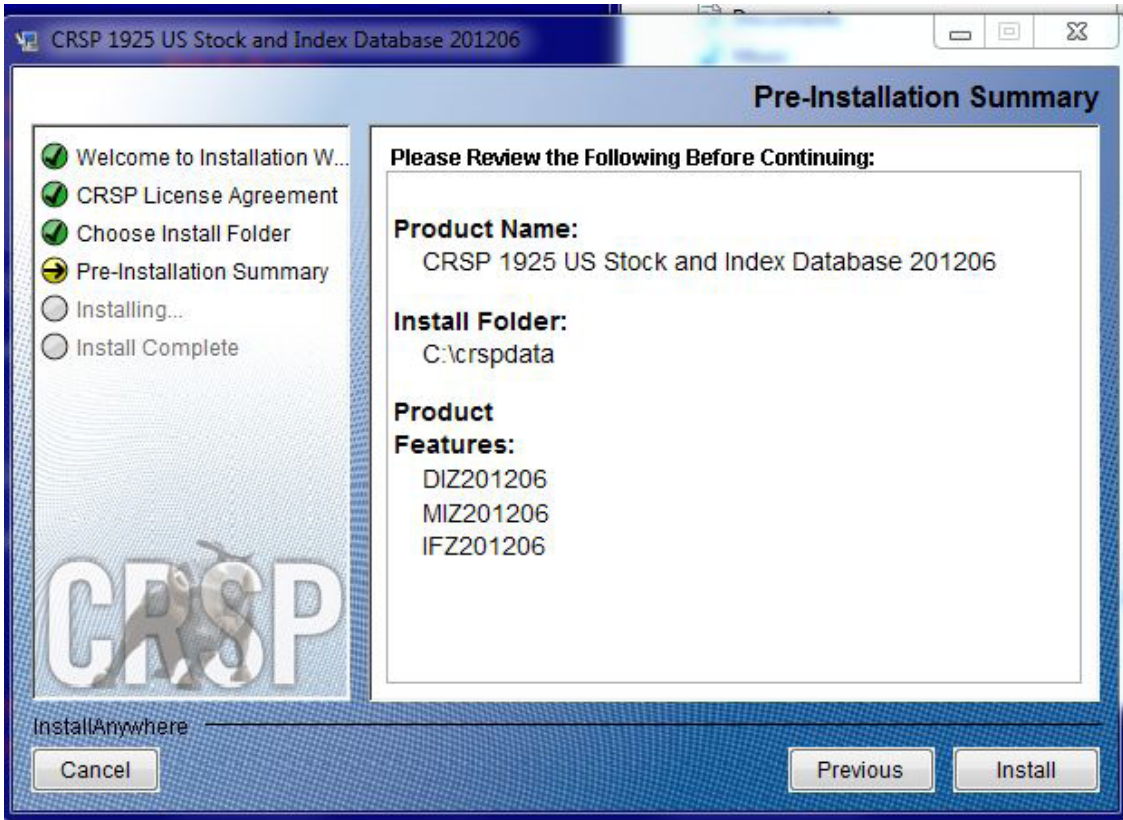 CRSP 1925 US Stock and Index Database 201206
Pre-Installation Summary
Welcome to Installation W...
CRSP License Agreement
Choose Install Folder
Pre-Installation Summary
Installing...
Install Complete
CRSP
Please Review the Following Before Continuing:
Product Name:
CRSP 1925 US Stock and Index Database 201206
Install Folder:
C:\crspdata
Product
Features:
DIZ201206
MIZ201206
IFZ201206
InstallAnywhere
Cancel
Previous
Install